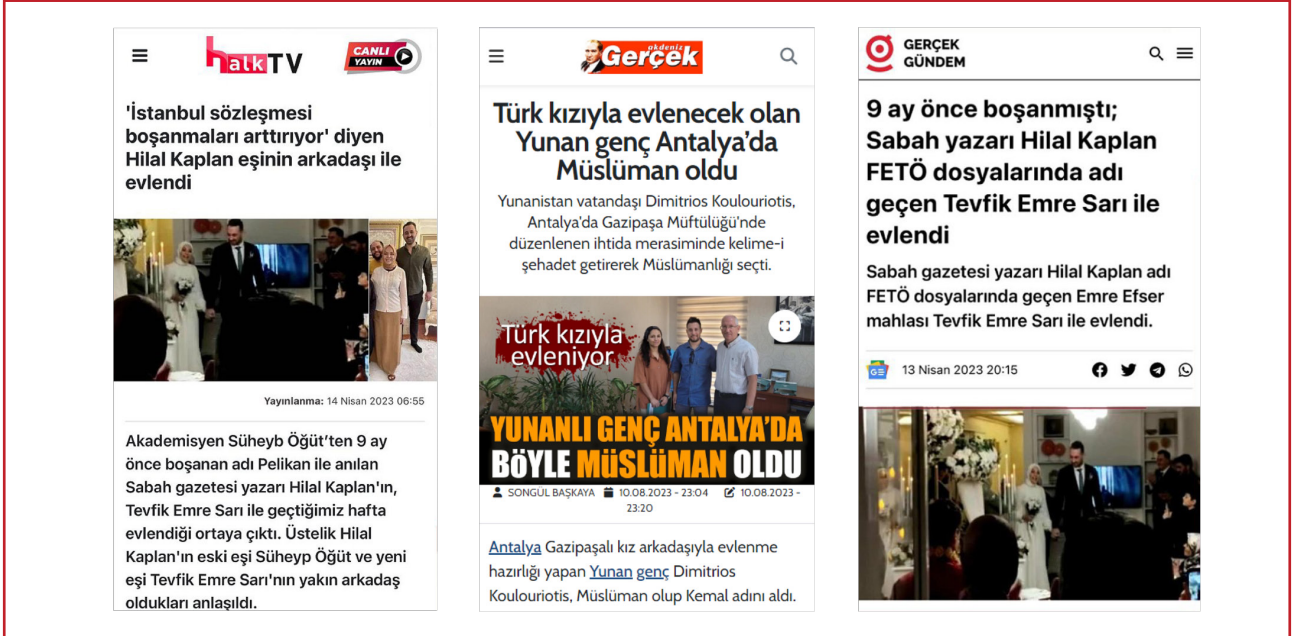 halkTV
CANLI
YAYIN
'İstanbul sözleşmesi
boşanmaları arttırıyor' diyen
Hilal Kaplan eşinin arkadaşı ile
evlendi
Yayınlanma: 14 Nisan 2023 06:55
Akademisyen Süheyb Öğüt'ten 9 ay
önce boşanan adı Pelikan ile anılan
Sabah gazetesi yazarı Hilal Kaplan'ın,
Tevfik Emre Sarı ile geçtiğimiz hafta
evlendiği ortaya çıktı. Üstelik Hilal
Kaplan'ın eski eşi Süheyp Öğüt ve yeni
eşi Tevfik Emre Sarı'nın yakın arkadaş
oldukları anlaşıldı.
akdeniz
Gerçek
Türk kızıyla evlenecek olan
Yunan genç Antalya'da
Müslüman oldu
Yunanistan vatandaşı Dimitrios Koulouriotis,
Antalya'da Gazipaşa Müftülüğü'nde
düzenlenen ihtida merasiminde kelime-i
şehadet getirerek Müslümanlığı seçti.
Türk kızıyla
evleniyor
YUNANLI GENÇ ANTALYA'DA
BÖYLE MÜSLÜMAN OLDU
SONGÜL BAŞKAYA 10.08.2023 - 23:04 10.08.2023 -
23:20
Antalya Gazipaşalı kız arkadaşıyla evlenme
hazırlığı yapan Yunan genç Dimitrios
Koulouriotis, Müslüman olup Kemal adını aldı.
GERÇEK
GÜNDEM
9 ay önce boşanmıştı;
Sabah yazarı Hilal Kaplan
FETÖ dosyalarında adı
geçen Tevfik Emre Sarı ile
evlendi
Sabah gazetesi yazarı Hilal Kaplan adı
FETÖ dosyalarında geçen Emre Efser
mahlası Tevfik Emre Sarı ile evlendi.
GE 13 Nisan 2023 20:15